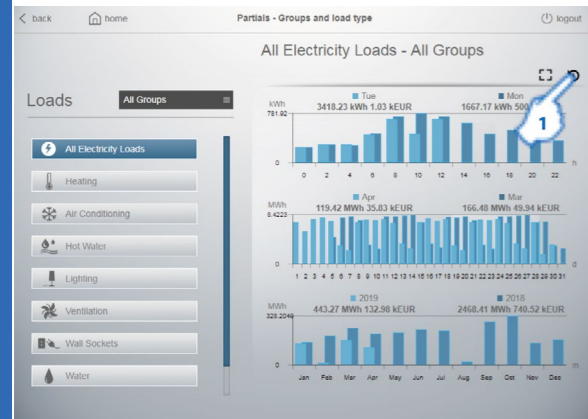 back
home
Partials - Groups and load type
logout
All Electricity Loads - All Groups
Loads
All Groups
All Electricity Loads
Heating
Air Conditioning
Hot Water
Lighting
Ventilation
Wall Sockets
Water
1
Tue
Mon
kWh 3418.23 kWh 1.03 kEUR 1667.17 kWh 500
781.92
0
0 2 4 6 8 10 12 14 16 18 20 22 h
Apr
Mar
MWh 119.42 MWh 35.83 kEUR 166.48 MWh 49.94 kEUR
8.4223
0
1 2 3 4 5 6 7 8 9 10 11 12 13 14 15 16 17 18 19 20 21 22 23 24 25 26 27 28 29 30 31 d
2019
2018
MWh 443.27 MWh 132.98 kEUR 2468.41 MWh 740.52 kEUR
328.2049
0
Jan Feb Mar Apr May Jun Jul Aug Sep Oct Nov Dec m